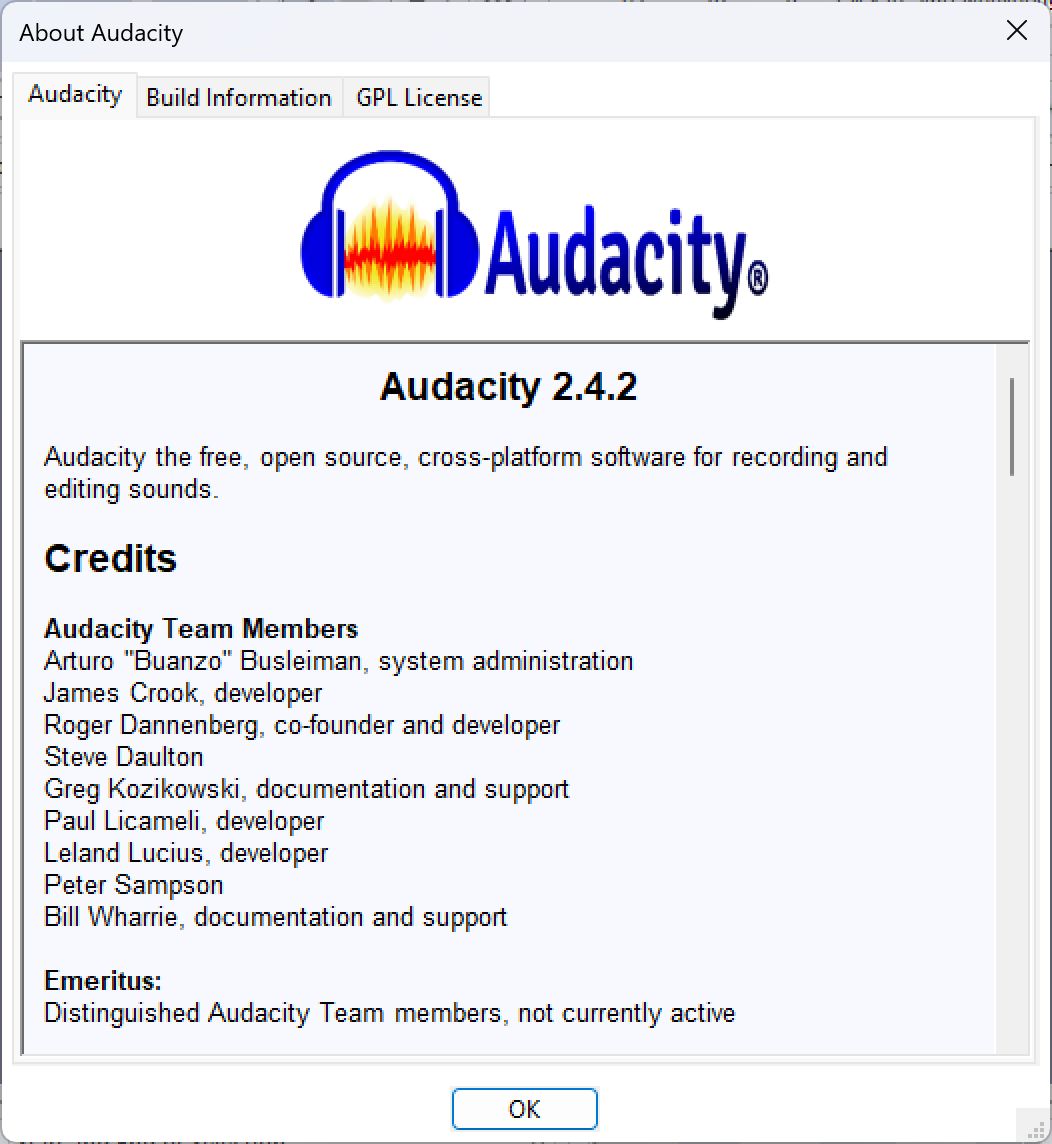 About Audacity
Audacity Build Information GPL License
Audacity®
Audacity 2.4.2
Audacity the free, open source, cross-platform software for recording and
editing sounds.
Credits
Audacity Team Members
Arturo "Buanzo" Busleiman, system administration
James Crook, developer
Roger Dannenberg, co-founder and developer
Steve Daulton
Greg Kozikowski, documentation and support
Paul Licameli, developer
Leland Lucius, developer
Peter Sampson
Bill Wharrie, documentation and support
Emeritus:
Distinguished Audacity Team members, not currently active
OK